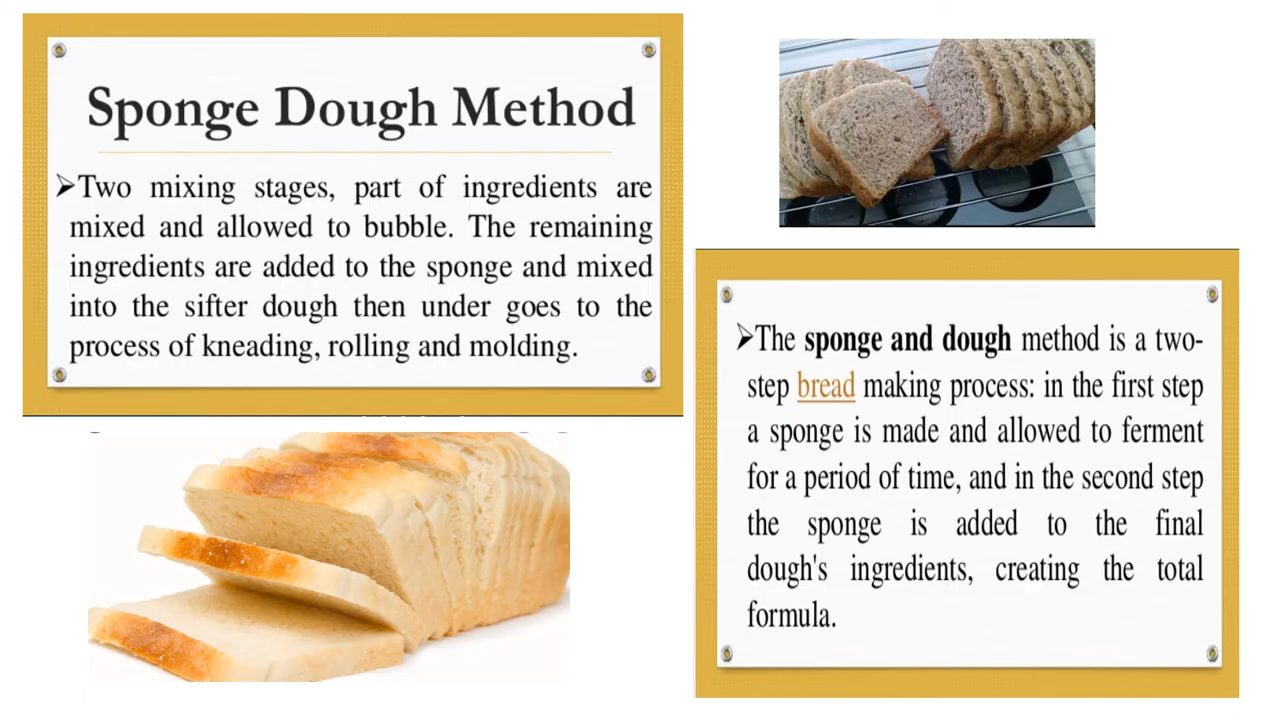 Sponge Dough Method
➢Two mixing stages, part of ingredients are
mixed and allowed to bubble. The remaining
ingredients are added to the sponge and mixed
into the sifter dough then under goes to the
process of kneading, rolling and molding.
➢The sponge and dough method is a two-
step bread making process: in the first step
a sponge is made and allowed to ferment
for a period of time, and in the second step
the sponge is added to the final
dough's ingredients, creating the total
formula.